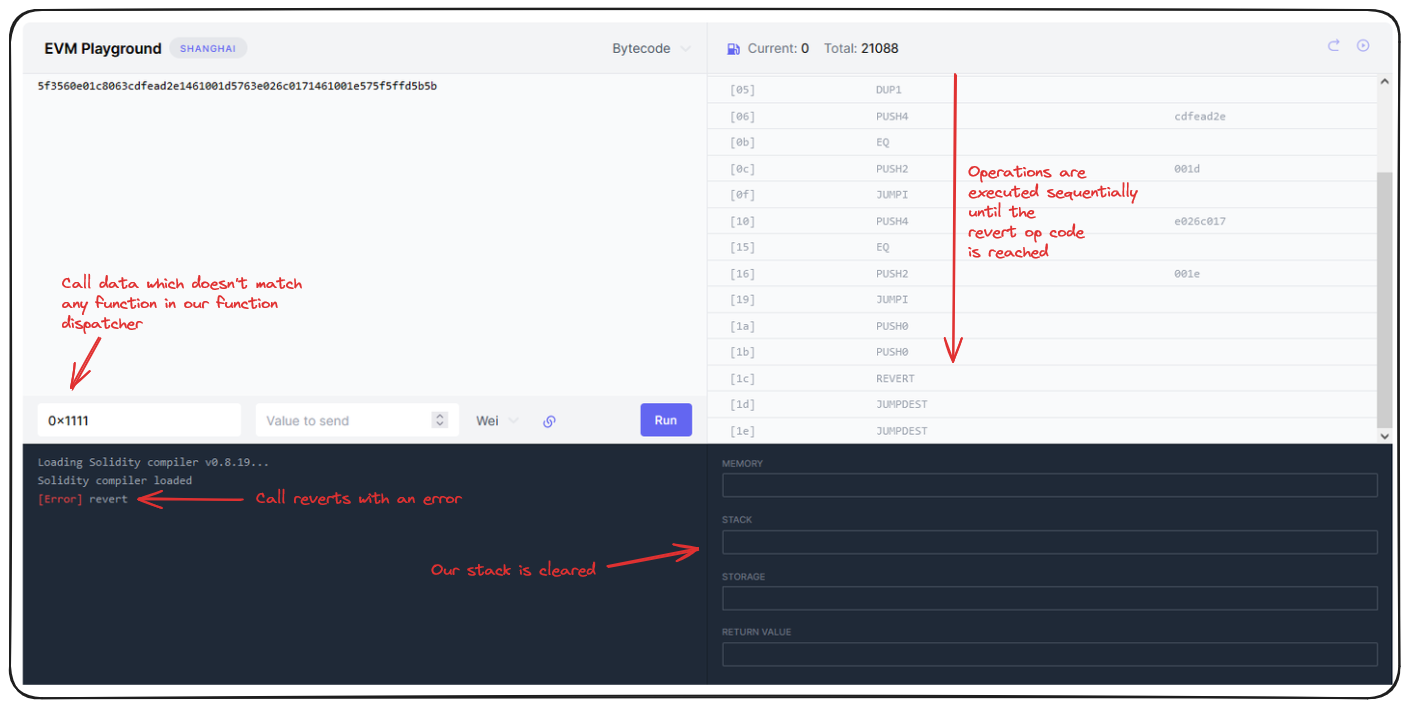 EVM Playground SHANGHAI Bytecode
Current: 0 Total: 21088
5f3560e01c8063cdfead2e1461001d5763e026c0171461001e575f5ffd5b5b
[05] DUP1
[06] PUSH4 cdfead2e
[0b] EQ
[0c] PUSH2 001d
[0f] JUMPI
[10] PUSH4 e026c017
[15] EQ
[16] PUSH2 001e
[19] JUMPI
[1a] PUSH0
[1b] PUSH0
[1c] REVERT
[1d] JUMPDEST
[1e] JUMPDEST
Operations are
executed sequentially
until the
revert op code
is reached
Call data which doesn't match
any function in our function
dispatcher
0×1111 Value to send Wei Run
Loading Solidity compiler v0.8.19...
Solidity compiler loaded
[Error] revert
Call reverts with an error
Our stack is cleared
MEMORY
STACK
STORAGE
RETURN VALUE